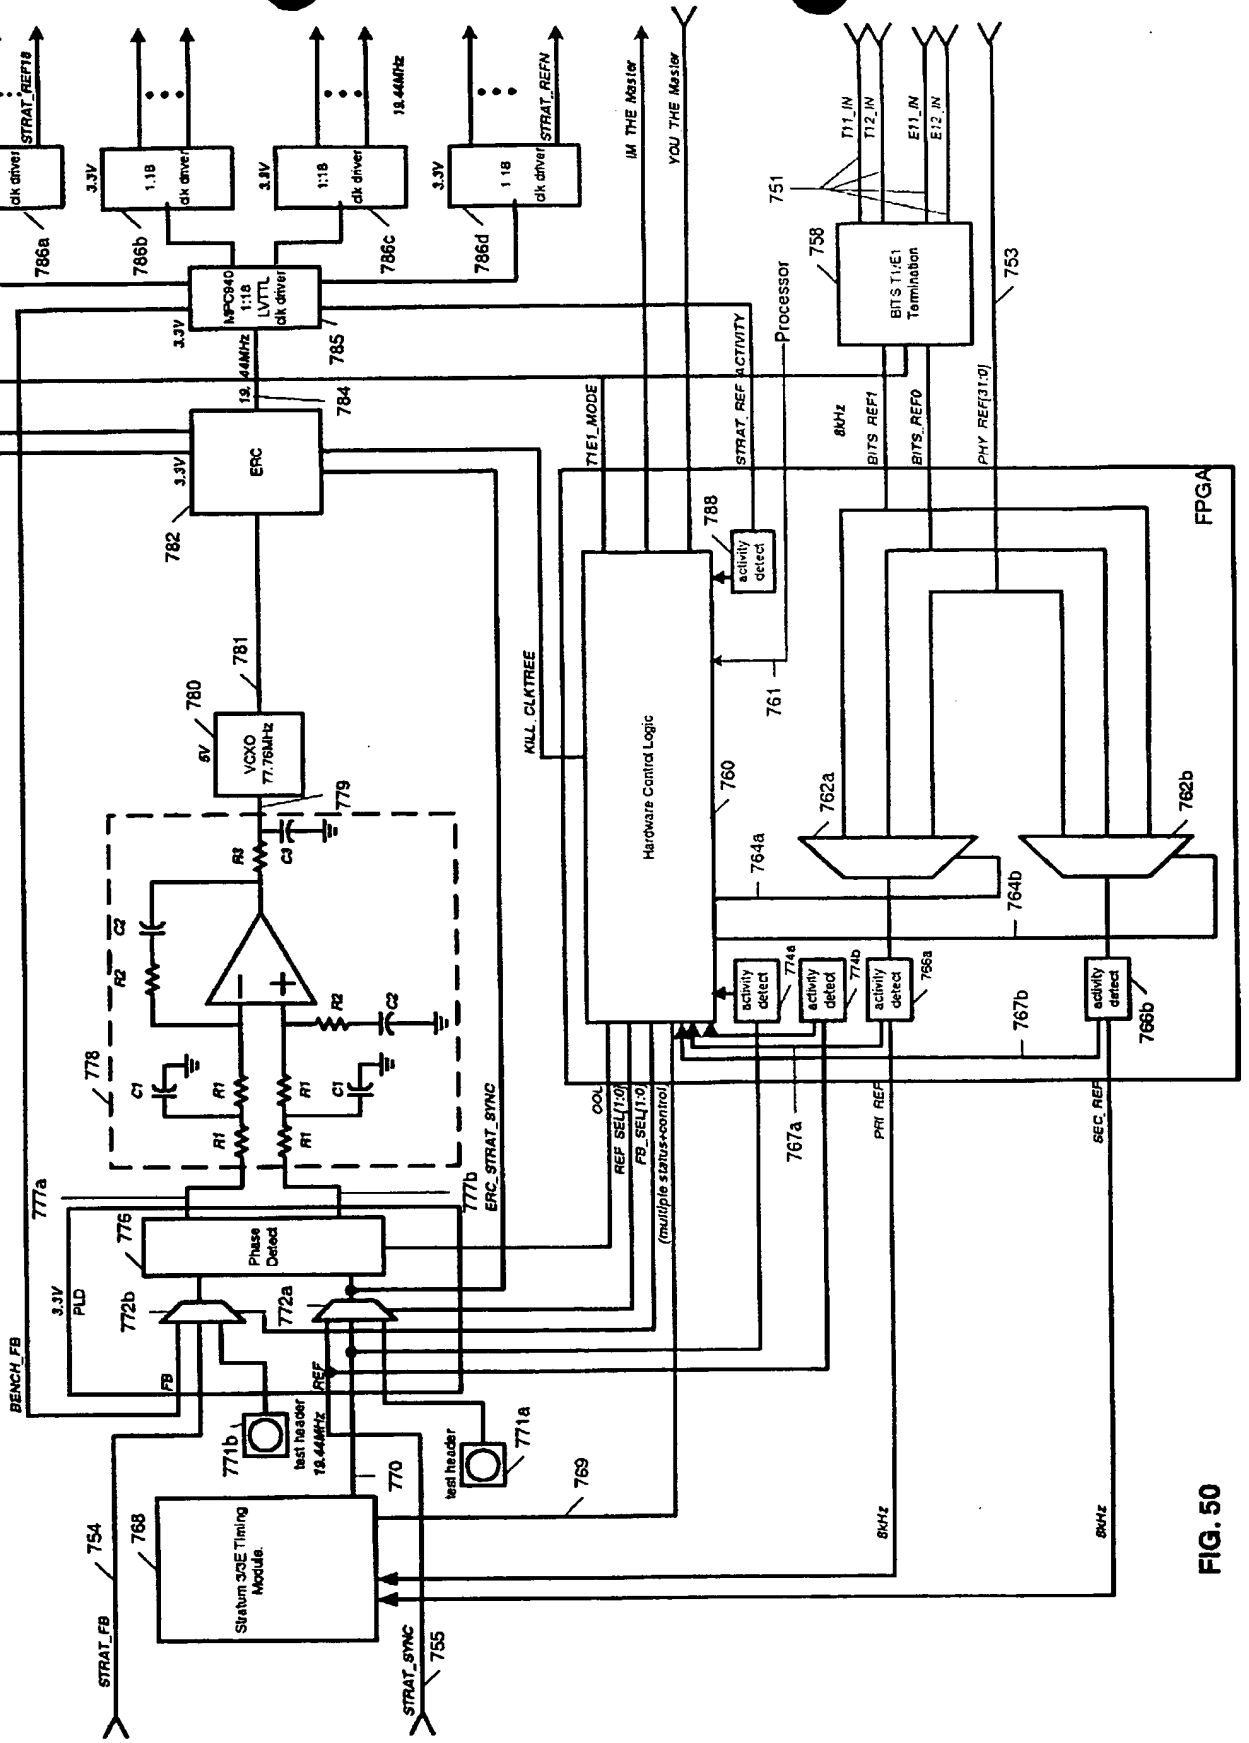 STRAT_REF18
19.44MHz
STRAT_REFN
IM THE Master
YOU THE Master
T11_IN
T12_IN
E11_IN
E12_IN
clk driver
786a
3.3V
1.18
clk driver
786b
3.3V
1:18
clk driver
786c
3.3V
1 18
clk driver
786d
751
758
BITS T1/E1
Termination
753
MPC940
1:18
LVTTL
clk driver
3.3V
785
19.44MHz
784
Processor
T1E1_MODE
STRAT_REF ACTIVITY
8kHz
BITS REF1
BITS_REF0
PHY REF[31:0]
3.3V
ERC
782
788
activity
detect
FPGA
781
780
5V
VCXO
77.76MHz
779
KILL CLKTREE
Hardware Control Logic
760
761
762a
762b
764a
764b
R3
C3
C2
R2
R2
C2
778
C1
R1
R1
R1
R1
C1
activity
detect
774a
activity
detect
774b
activity
detect
766a
activity
detect
766b
767b
767a
OOL
REF SEL[1:0]
FB_SEL[1:0]
(multiple status+control)
PRI REF
SEC_REF
ERC_STRAT_SYNC
777a
777b
776
Phase
Detect
3.3V
PLD
772b
772a
BENCH_FB
FB
REF
771b
test header
19.44MHz
test header
771a
770
769
754
768
Stratum 3/3E Timing
Module.
8kHz
8kHz
STRAT_FB
STRAT_SYNC
755
FIG. 50